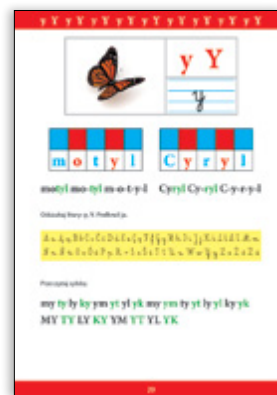 y Y y Y y Y y Y y Y y Y y Y y Y y Y
y Y
y
m o t y l
C y r y l
motyl mo-tyl m-o-t-y-l Cyryl Cy-ryl C-y-r-y-l
Odszukaj litery y, Y. Podkreśl je.
Poczytaj sylaby.
my ty ly ky ym yt yl yk my ym ty yt ly yl ky yk
MY TY LY KY YM YT YL YK
29